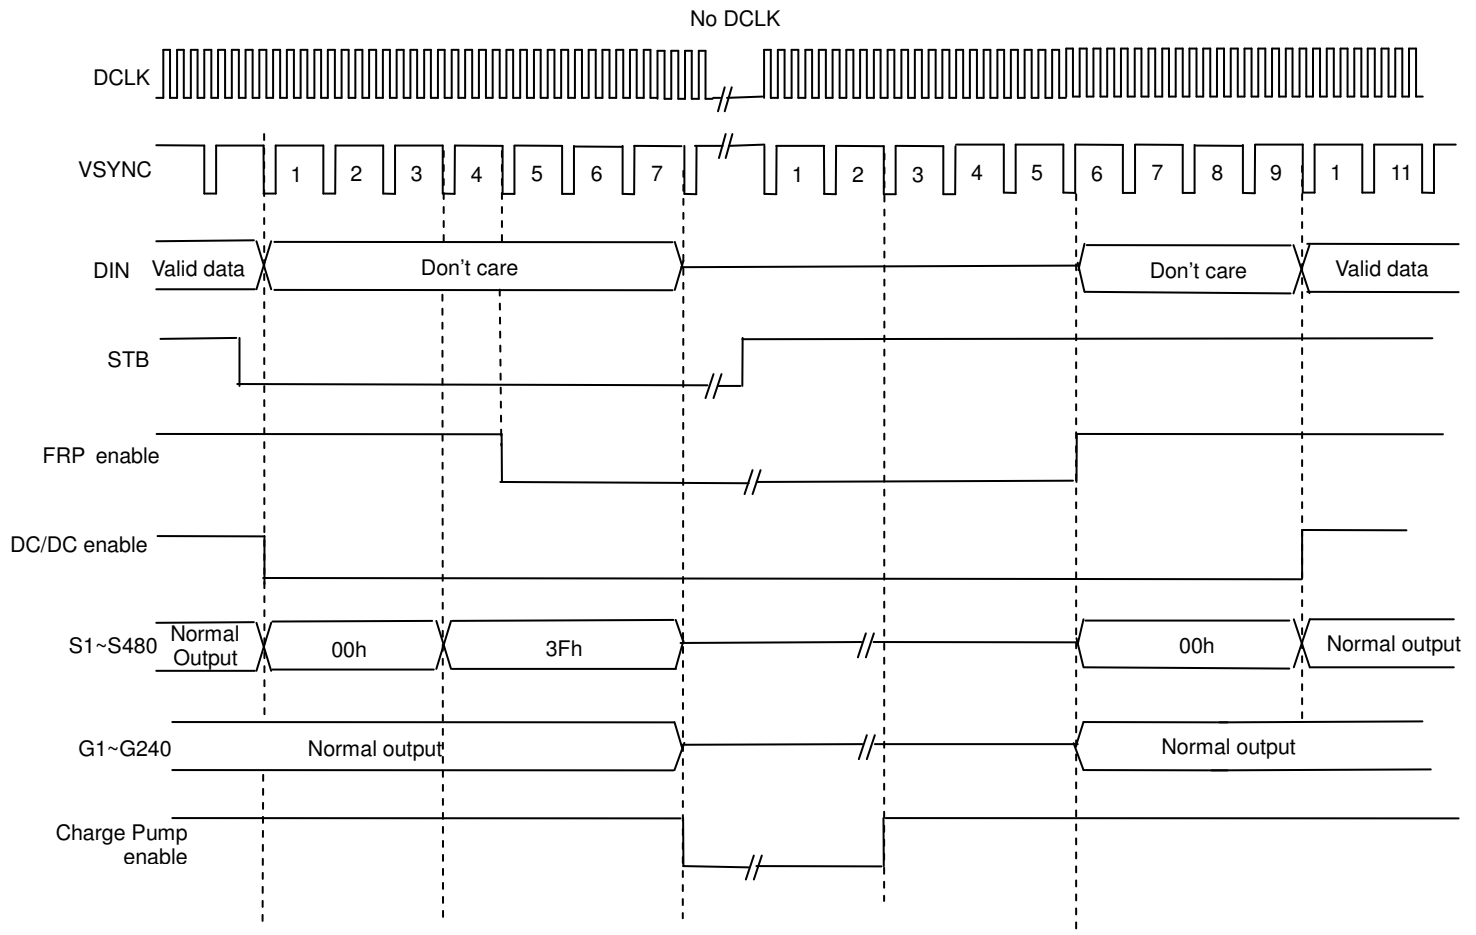 No DCLK
DCLK
VSYNC 1 2 3 4 5 6 7 1 2 3 4 5 6 7 8 9 1 11
DIN Valid data Don't care Don't care Valid data
STB
FRP enable
DC/DC enable
S1~S480 Normal Output 00h 3Fh 00h Normal output
G1~G240 Normal output Normal output
Charge Pump
enable